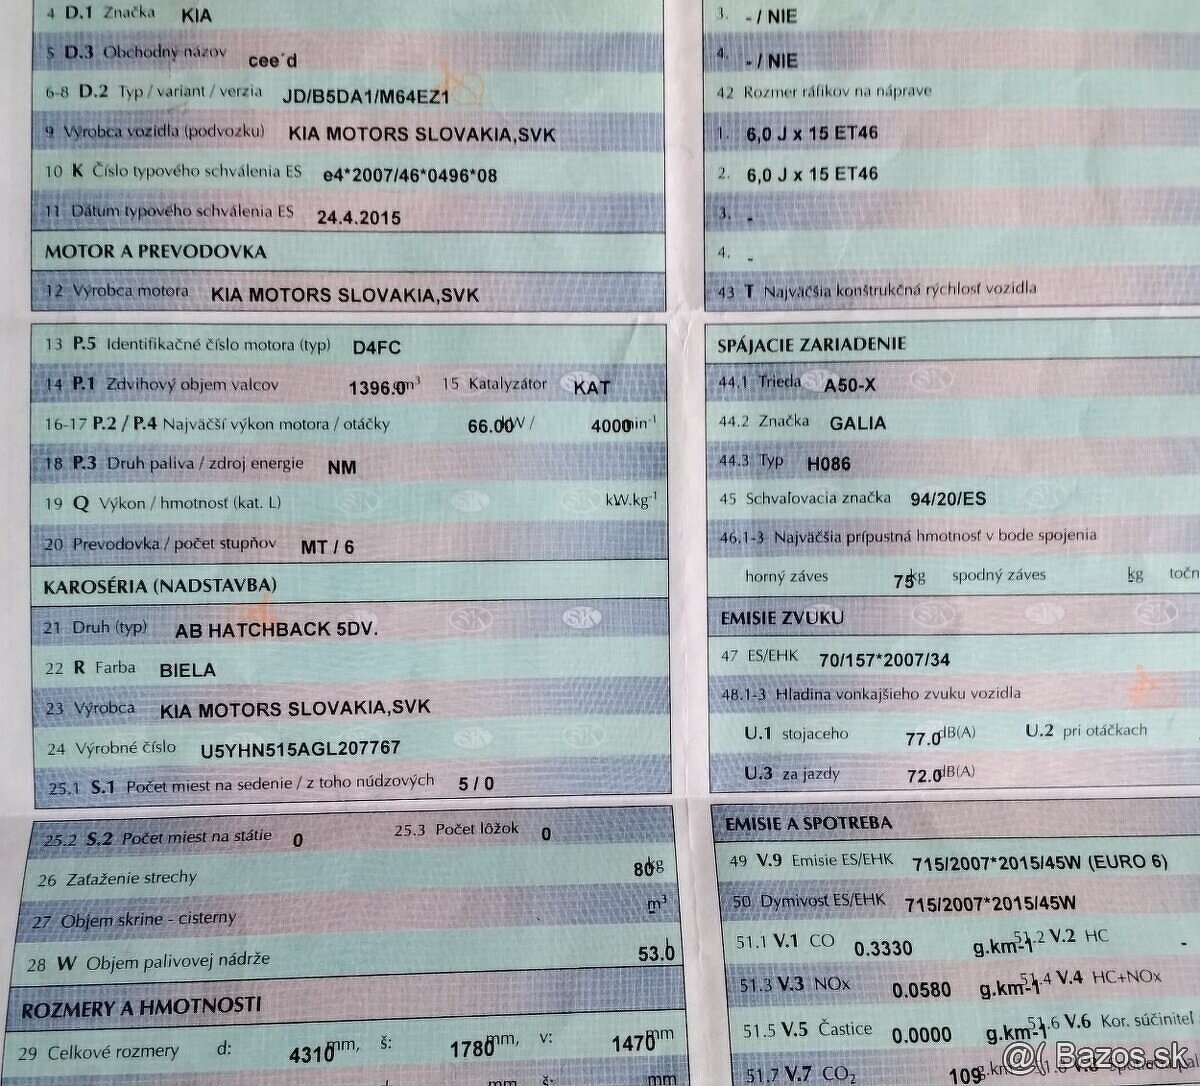 4 D.1 Značka KIA
5 D.3 Obchodný názov cee´d
6-8 D.2 Typ / variant / verzia JD/B5DA1/M64EZ1
9 Výrobca vozidla (podvozku) KIA MOTORS SLOVAKIA,SVK
10 K Číslo typového schválenia ES e4*2007/46*0496*08
11 Dátum typového schválenia ES 24.4.2015
MOTOR A PREVODOVKA
12 Výrobca motora KIA MOTORS SLOVAKIA,SVK
13 P.5 Identifikačné číslo motora (typ) D4FC
14 P.1 Zdvihový objem valcov 1396.0 cm³ 15 Katalyzátor KAT
16-17 P.2 / P.4 Najväčší výkon motora / otáčky 66.00 kW / 4000 min-1
18 P.3 Druh paliva / zdroj energie NM
19 Q Výkon / hmotnosť (kat. L) kW.kg-1
20 Prevodovka / počet stupňov MT / 6
KAROSÉRIA (NADSTAVBA)
21 Druh (typ) AB HATCHBACK 5DV.
22 R Farba BIELA
23 Výrobca KIA MOTORS SLOVAKIA,SVK
24 Výrobné číslo U5YHN515AGL207767
25.1 S.1 Počet miest na sedenie / z toho núdzových 5 / 0
25.2 S.2 Počet miest na státie 0 25.3 Počet lôžok 0
26 Zaťaženie strechy 80 kg
27 Objem skrine - cisterny m³
28 W Objem palivovej nádrže 53.0 l
ROZMERY A HMOTNOSTI
29 Celkové rozmery d: 4310 mm, š: 1780 mm, v: 1470 mm
3. - / NIE
4. - / NIE
42 Rozmer ráfikov na náprave
1. 6,0 J x 15 ET46
2. 6,0 J x 15 ET46
3. -
4. -
43 T Najväčšia konštrukčná rýchlosť vozidla
SPÁJACIE ZARIADENIE
44.1 Trieda A50-X
44.2 Značka GALIA
44.3 Typ H086
45 Schvaľovacia značka 94/20/ES
46.1-3 Najväčšia prípustná hmotnosť v bode spojenia
horný záves 75 kg spodný záves kg točn
EMISIE ZVUKU
47 ES/EHK 70/157*2007/34
48.1-3 Hladina vonkajšieho zvuku vozidla
U.1 stojaceho 77.0 dB(A) U.2 pri otáčkach
U.3 za jazdy 72.0 dB(A)
EMISIE A SPOTREBA
49 V.9 Emisie ES/EHK 715/2007*2015/45W (EURO 6)
50 Dymivosť ES/EHK 715/2007*2015/45W
51.1 V.1 CO 0.3330 g.km-1 51.2 V.2 HC -
51.3 V.3 NOx 0.0580 g.km-1 51.4 V.4 HC+NOx
51.5 V.5 Častice 0.0000 g.km-1 51.6 V.6 Kor. súčiniteľ
51.7 V.7 CO₂ 109 g.km
Bazos.sk